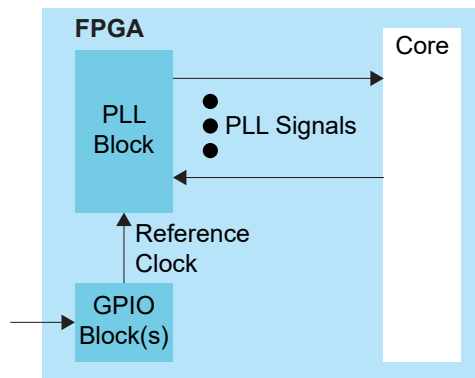 FPGA
Core
PLL
Block
PLL Signals
Reference
Clock
GPIO
Block(s)